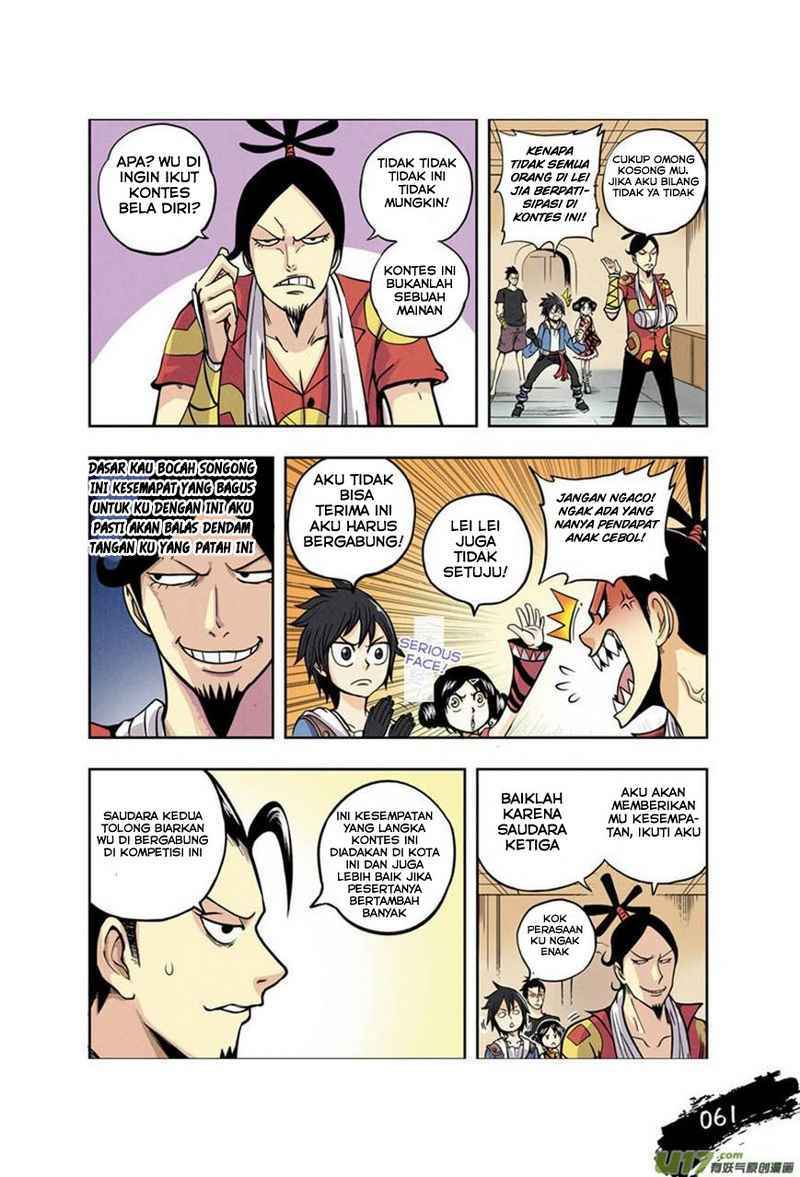 APA? WU DI
INGIN IKUT
KONTES
BELA DIRI?
TIDAK TIDAK
TIDAK INI
TIDAK
MUNGKIN!
KONTES INI
BUKANLAH
SEBUAH
MAINAN
KENAPA
TIDAK SEMUA
ORANG DI LEI
JIA BERPATI-
SIPASI DI
KONTES INI!
CUKUP OMONG
KOSONG MU.
JIKA AKU BILANG
TIDAK YA TIDAK
DASAR KAU BOCAH SONGONG
INI KESEMAPAT YANG BAGUS
UNTUK KU DENGAN INI AKU
PASTI AKAN BALAS DENDAM
TANGAN KU YANG PATAH INI
AKU TIDAK
BISA
TERIMA INI
AKU HARUS
BERGABUNG!
LEI LEI
JUGA
TIDAK
SETUJU!
SERIOUS
FACE!
JANGAN NGACO!
NGAK ADA YANG
NANYA PENDAPAT
ANAK CEBOL!
SAUDARA KEDUA
TOLONG BIARKAN
WU DI BERGABUNG
DI KOMPETISI INI
INI KESEMPATAN
YANG LANGKA
KONTES INI
DIADAKAN DI KOTA
INI DAN JUGA
LEBIH BAIK JIKA
PESERTANYA
BERTAMBAH
BANYAK
BAIKLAH
KARENA
SAUDARA
KETIGA
AKU AKAN
MEMBERIKAN
MU KESEMPA-
TAN, IKUTI AKU
KOK
PERASAAN
KU NGAK
ENAK
061
U17.com
有妖气原创漫画